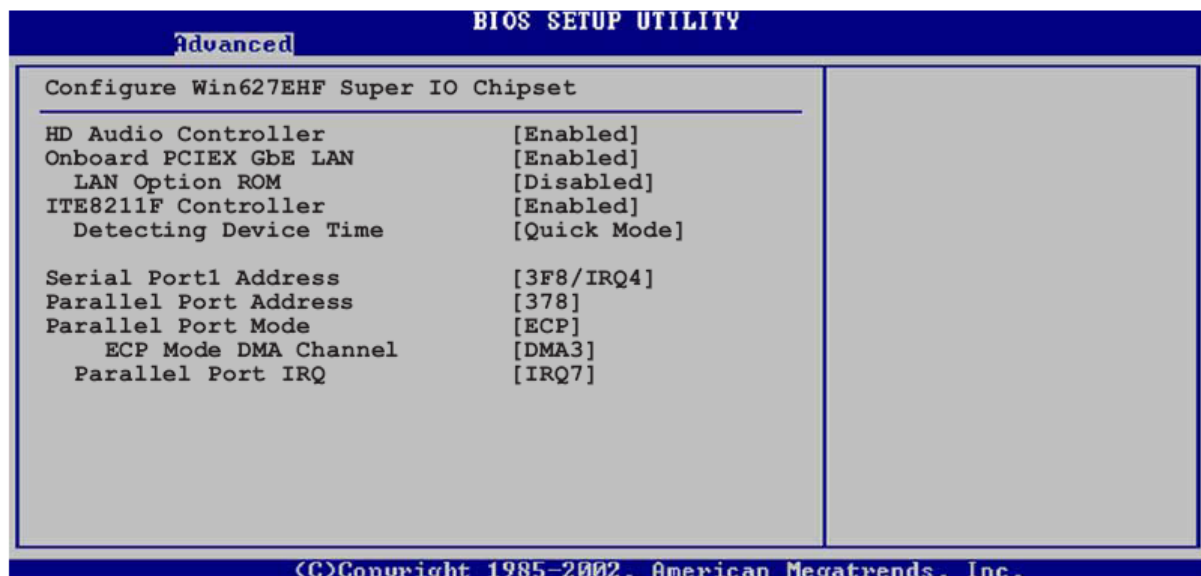 BIOS SETUP UTILITY
Advanced
Configure Win627EHF Super IO Chipset
HD Audio Controller [Enabled]
Onboard PCIEX GbE LAN [Enabled]
LAN Option ROM [Disabled]
ITE8211F Controller [Enabled]
Detecting Device Time [Quick Mode]
Serial Port1 Address [3F8/IRQ4]
Parallel Port Address [378]
Parallel Port Mode [ECP]
ECP Mode DMA Channel [DMA3]
Parallel Port IRQ [IRQ7]
(C)Copyright 1985-2002, American Megatrends, Inc.